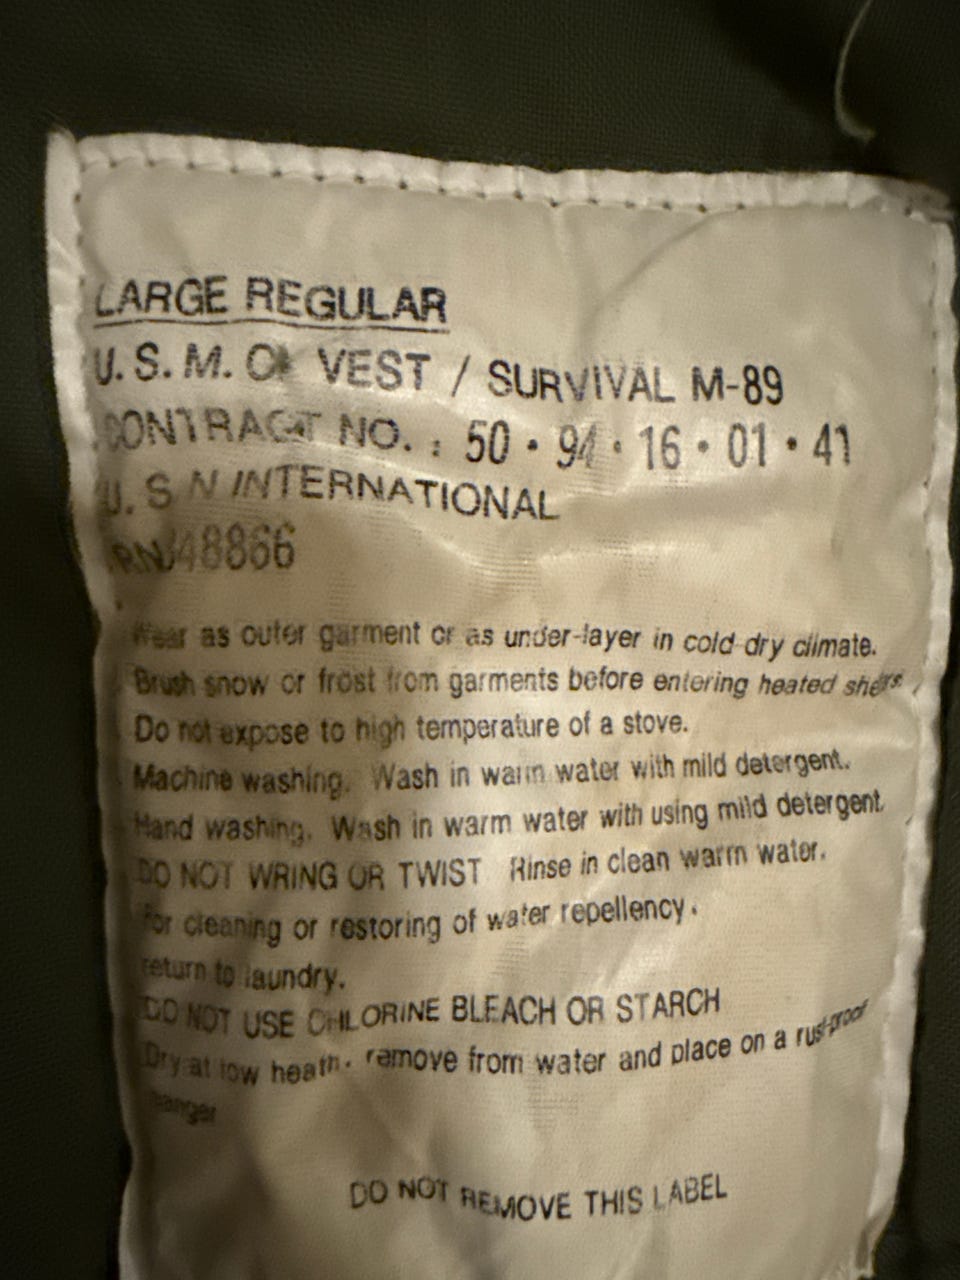 LARGE REGULAR
U. S. M. C VEST / SURVIVAL M-89
CONTRACT NO. : 50 • 94 • 16 • 01 • 41
U. S N INTERNATIONAL
RN 48866
Wear as outer garment or as under-layer in cold dry climate.
Brush snow or frost from garments before entering heated
Do not expose to high temperature of a stove.
Machine washing. Wash in warm water with mild detergent.
Hand washing. Wash in warm water with using mild detergent.
DO NOT WRING OR TWIST Rinse in clean warm water.
For cleaning or restoring of water repellency.
return to laundry.
DO NOT USE CHLORINE BLEACH OR STARCH
Dry at low heath. remove from water and place on a rust-proof
hanger
DO NOT REMOVE THIS LABEL